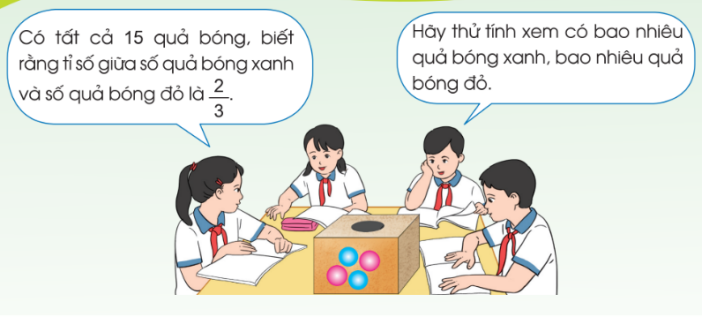 Có tất cả 15 quả bóng, biết
rằng tỉ số giữa số quả bóng xanh
và số quả bóng đỏ là 2/3.
Hãy thử tính xem có bao nhiêu
quả bóng xanh, bao nhiêu quả
bóng đỏ.